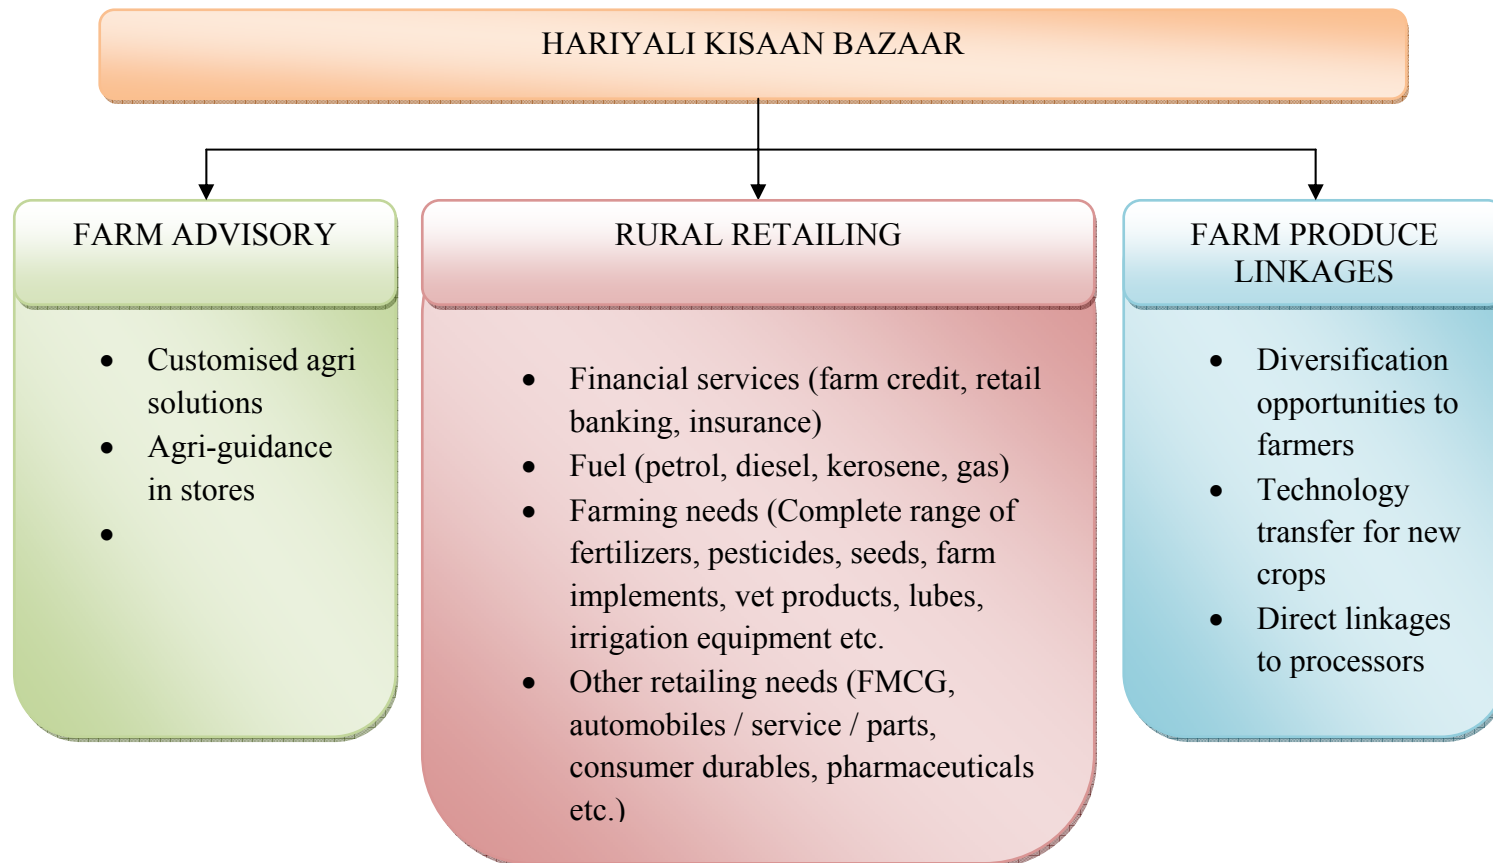 HARIYALI KISAAN BAZAAR
FARM ADVISORY
• Customised agri
solutions
• Agri-guidance
in stores
•
RURAL RETAILING
• Financial services (farm credit, retail
banking, insurance)
• Fuel (petrol, diesel, kerosene, gas)
• Farming needs (Complete range of
fertilizers, pesticides, seeds, farm
implements, vet products, lubes,
irrigation equipment etc.
• Other retailing needs (FMCG,
automobiles / service / parts,
consumer durables, pharmaceuticals
etc.)
FARM PRODUCE
LINKAGES
• Diversification
opportunities to
farmers
• Technology
transfer for new
crops
• Direct linkages
to processors